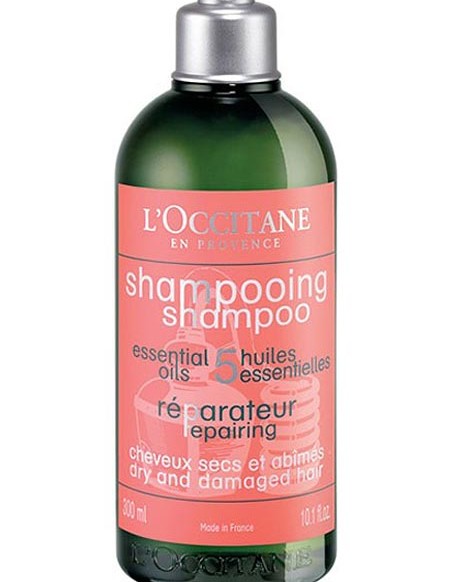 L'OCCITANE
EN PROVENCE
shampooing
shampoo
essential 5 huiles
oils essentielles
réparateur
repairing
cheveux secs et abîmés
dry and damaged hair
300 ml 10.1 fl.oz.
Made in France
L'OCCITANE